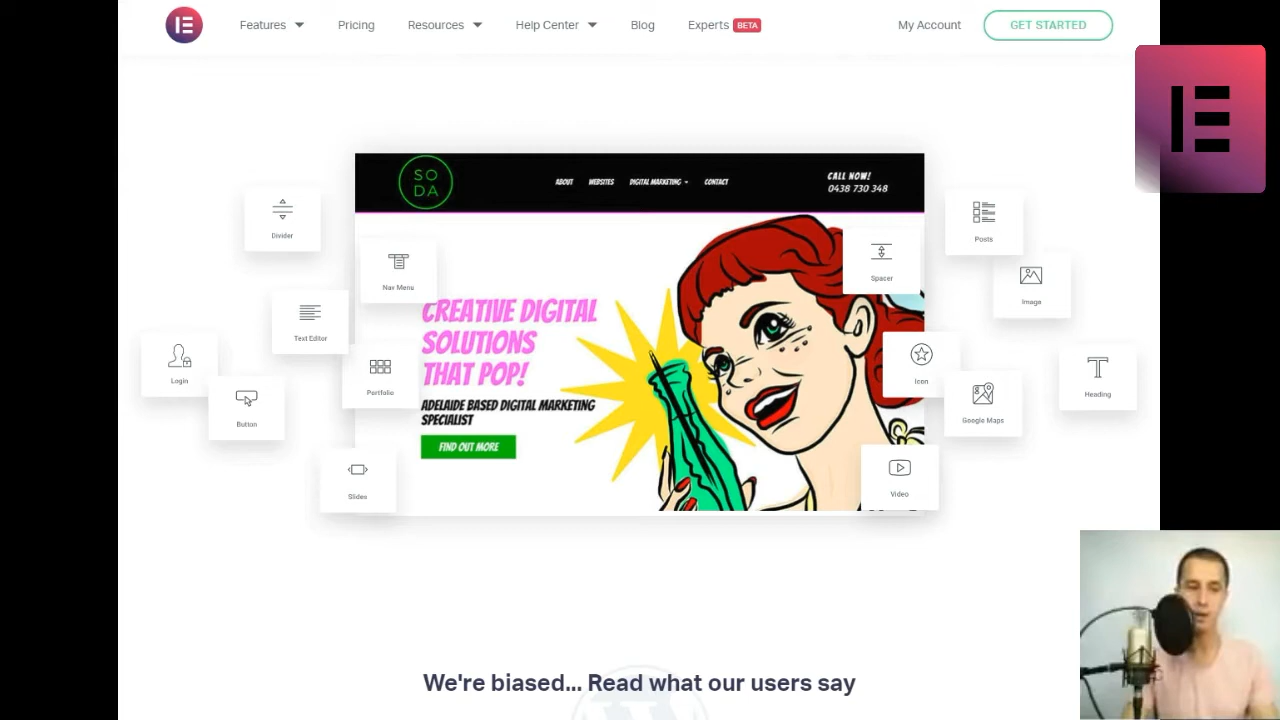 Features
Pricing
Resources
Help Center
Blog
Experts BETA
My Account
GET STARTED
SO
DA
ABOUT
WEBSITES
DIGITAL MARKETING
CONTACT
CALL NOW!
0438 730 348
Divider
Nav Menu
Text Editor
Login
Button
Portfolio
Slides
Posts
Spacer
Image
Icon
Google Maps
Heading
Video
CREATIVE DIGITAL
SOLUTIONS
THAT POP!
ADELAIDE BASED DIGITAL MARKETING
SPECIALIST
FIND OUT MORE
We're biased... Read what our users say